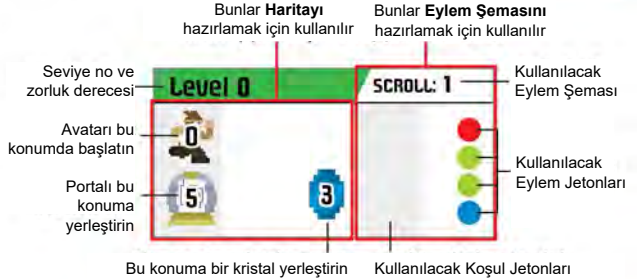 Bunlar Haritayı
hazırlamak için kullanılır
Bunlar Eylem Şemasını
hazırlamak için kullanılır
Seviye no ve
zorluk derecesi
Level 0
SCROLL: 1
Kullanılacak
Eylem Şeması
Avatarı bu
konumda başlatın
0
Portalı bu
konuma
yerleştirin
5
3
Kullanılacak
Eylem Jetonları
Bu konuma bir kristal yerleştirin
Kullanılacak Koşul Jetonları